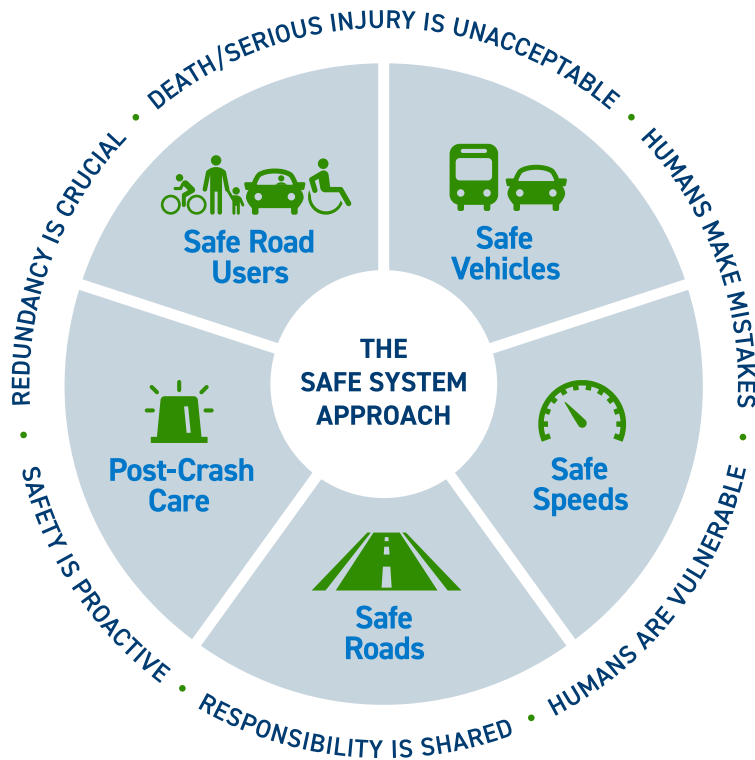 DEATH/SERIOUS INJURY IS UNACCEPTABLE
HUMANS MAKE MISTAKES
HUMANS ARE VULNERABLE
RESPONSIBILITY IS SHARED
SAFETY IS PROACTIVE
REDUNDANCY IS CRUCIAL
Safe Road
Users
Safe
Vehicles
THE
SAFE SYSTEM
APPROACH
Post-Crash
Care
Safe
Speeds
Safe
Roads